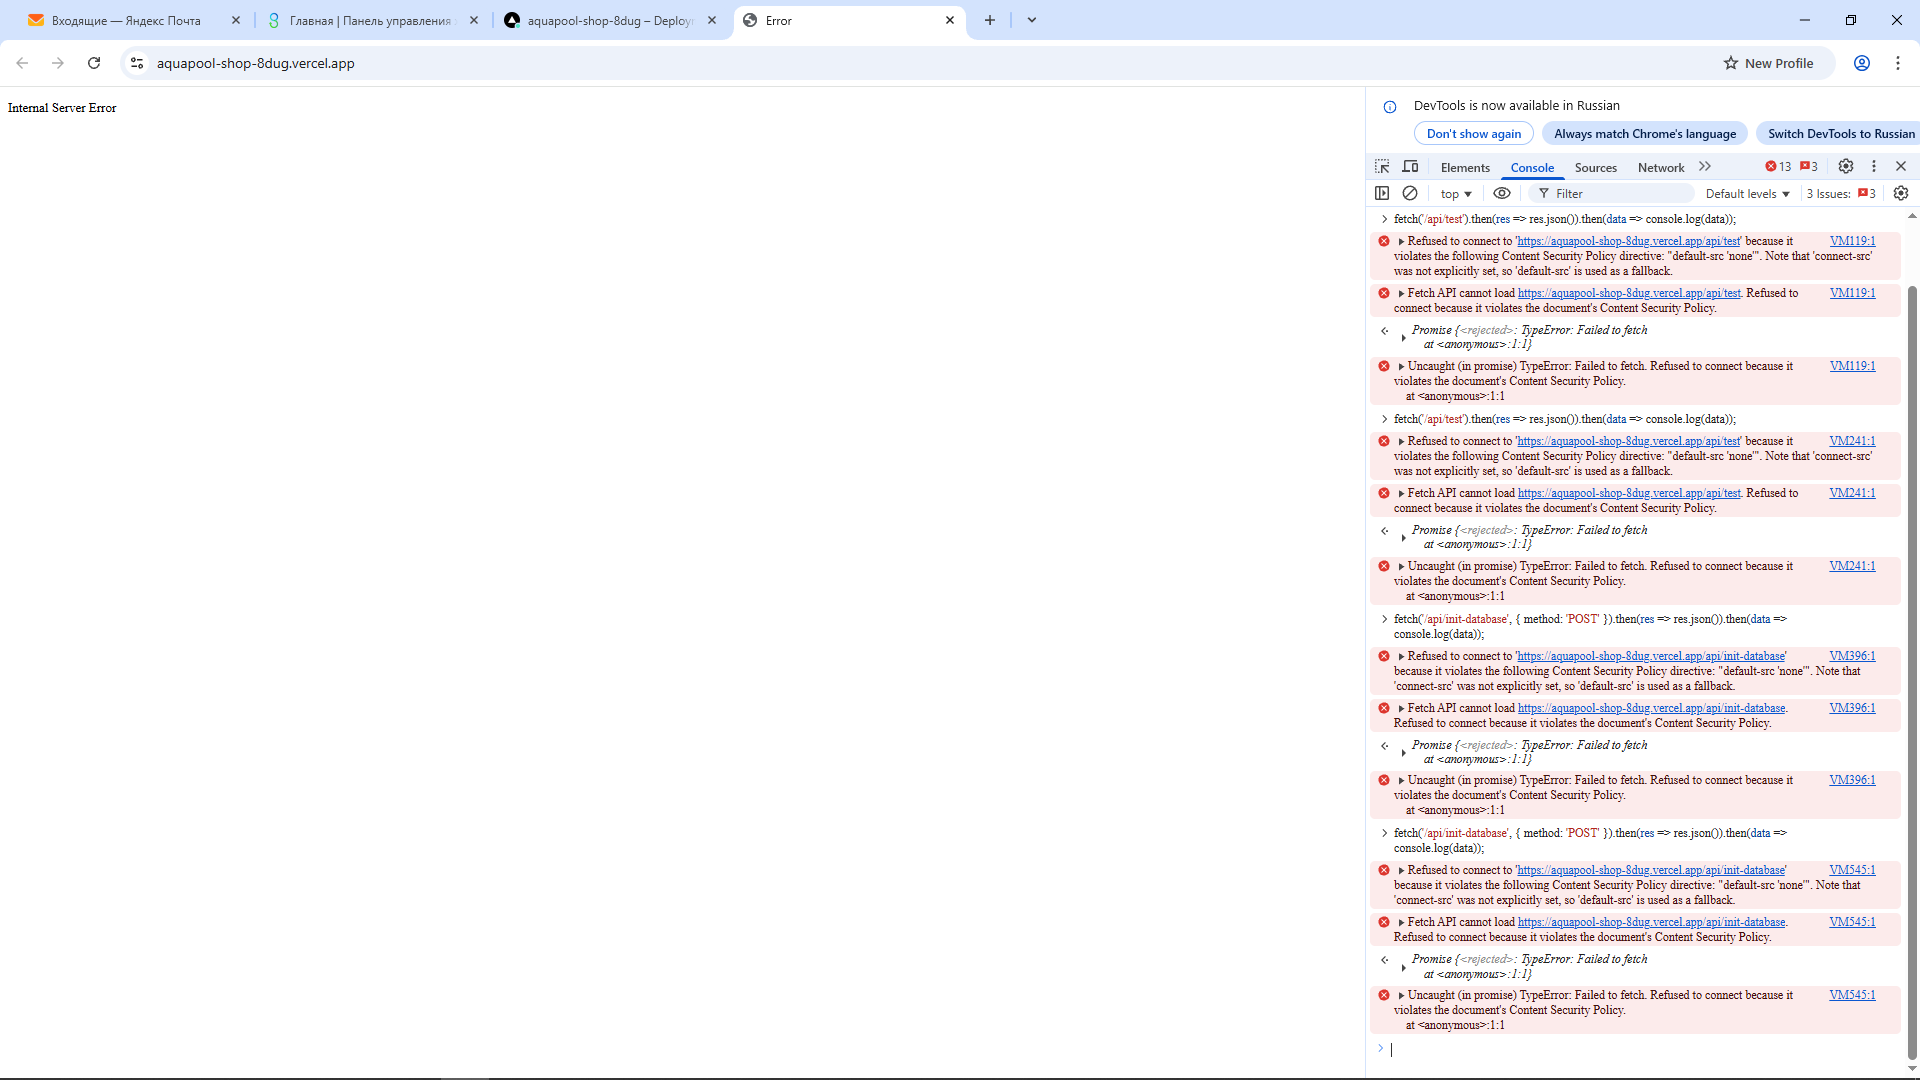 Входящие — Яндекс Почта
Главная | Панель управления
aquapool-shop-8dug – Deploy
Error
aquapool-shop-8dug.vercel.app
New Profile
Internal Server Error
DevTools is now available in Russian
Don't show again
Always match Chrome's language
Switch DevTools to Russian
Elements
Console
Sources
Network
13
3
top
Filter
Default levels
3 Issues:
3
fetch('/api/test').then(res => res.json()).then(data => console.log(data));
Refused to connect to 'https://aquapool-shop-8dug.vercel.app/api/test' because it VM119:1
violates the following Content Security Policy directive: "default-src 'none'". Note that 'connect-src'
was not explicitly set, so 'default-src' is used as a fallback.
Fetch API cannot load https://aquapool-shop-8dug.vercel.app/api/test. Refused to VM119:1
connect because it violates the document's Content Security Policy.
Promise {<rejected>: TypeError: Failed to fetch
at <anonymous>:1:1}
Uncaught (in promise) TypeError: Failed to fetch. Refused to connect because it VM119:1
violates the document's Content Security Policy.
at <anonymous>:1:1
fetch('/api/test').then(res => res.json()).then(data => console.log(data));
Refused to connect to 'https://aquapool-shop-8dug.vercel.app/api/test' because it VM241:1
violates the following Content Security Policy directive: "default-src 'none'". Note that 'connect-src'
was not explicitly set, so 'default-src' is used as a fallback.
Fetch API cannot load https://aquapool-shop-8dug.vercel.app/api/test. Refused to VM241:1
connect because it violates the document's Content Security Policy.
Promise {<rejected>: TypeError: Failed to fetch
at <anonymous>:1:1}
Uncaught (in promise) TypeError: Failed to fetch. Refused to connect because it VM241:1
violates the document's Content Security Policy.
at <anonymous>:1:1
fetch('/api/init-database', { method: 'POST' }).then(res => res.json()).then(data =>
console.log(data));
Refused to connect to 'https://aquapool-shop-8dug.vercel.app/api/init-database' VM396:1
because it violates the following Content Security Policy directive: "default-src 'none'". Note that
'connect-src' was not explicitly set, so 'default-src' is used as a fallback.
Fetch API cannot load https://aquapool-shop-8dug.vercel.app/api/init-database. VM396:1
Refused to connect because it violates the document's Content Security Policy.
Promise {<rejected>: TypeError: Failed to fetch
at <anonymous>:1:1}
Uncaught (in promise) TypeError: Failed to fetch. Refused to connect because it VM396:1
violates the document's Content Security Policy.
at <anonymous>:1:1
fetch('/api/init-database', { method: 'POST' }).then(res => res.json()).then(data =>
console.log(data));
Refused to connect to 'https://aquapool-shop-8dug.vercel.app/api/init-database' VM545:1
because it violates the following Content Security Policy directive: "default-src 'none'". Note that
'connect-src' was not explicitly set, so 'default-src' is used as a fallback.
Fetch API cannot load https://aquapool-shop-8dug.vercel.app/api/init-database. VM545:1
Refused to connect because it violates the document's Content Security Policy.
Promise {<rejected>: TypeError: Failed to fetch
at <anonymous>:1:1}
Uncaught (in promise) TypeError: Failed to fetch. Refused to connect because it VM545:1
violates the document's Content Security Policy.
at <anonymous>:1:1